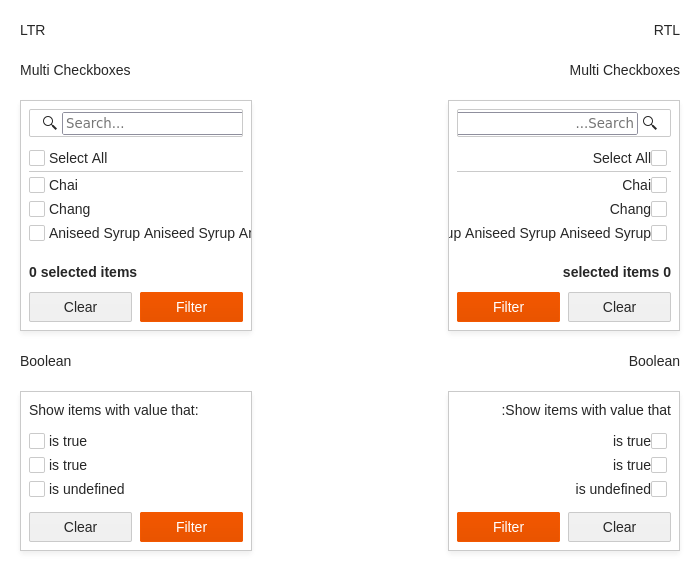 LTR
RTL
Multi Checkboxes
Multi Checkboxes
Search...
Select All
Chai
Chang
Aniseed Syrup Aniseed Syrup
0 selected items
Clear Filter
...Search
Select All
Chai
Chang
Aniseed Syrup Aniseed Syrup
selected items 0
Filter Clear
Boolean
Boolean
Show items with value that:
is true
is true
is undefined
Clear Filter
:Show items with value that
is true
is true
is undefined
Filter Clear